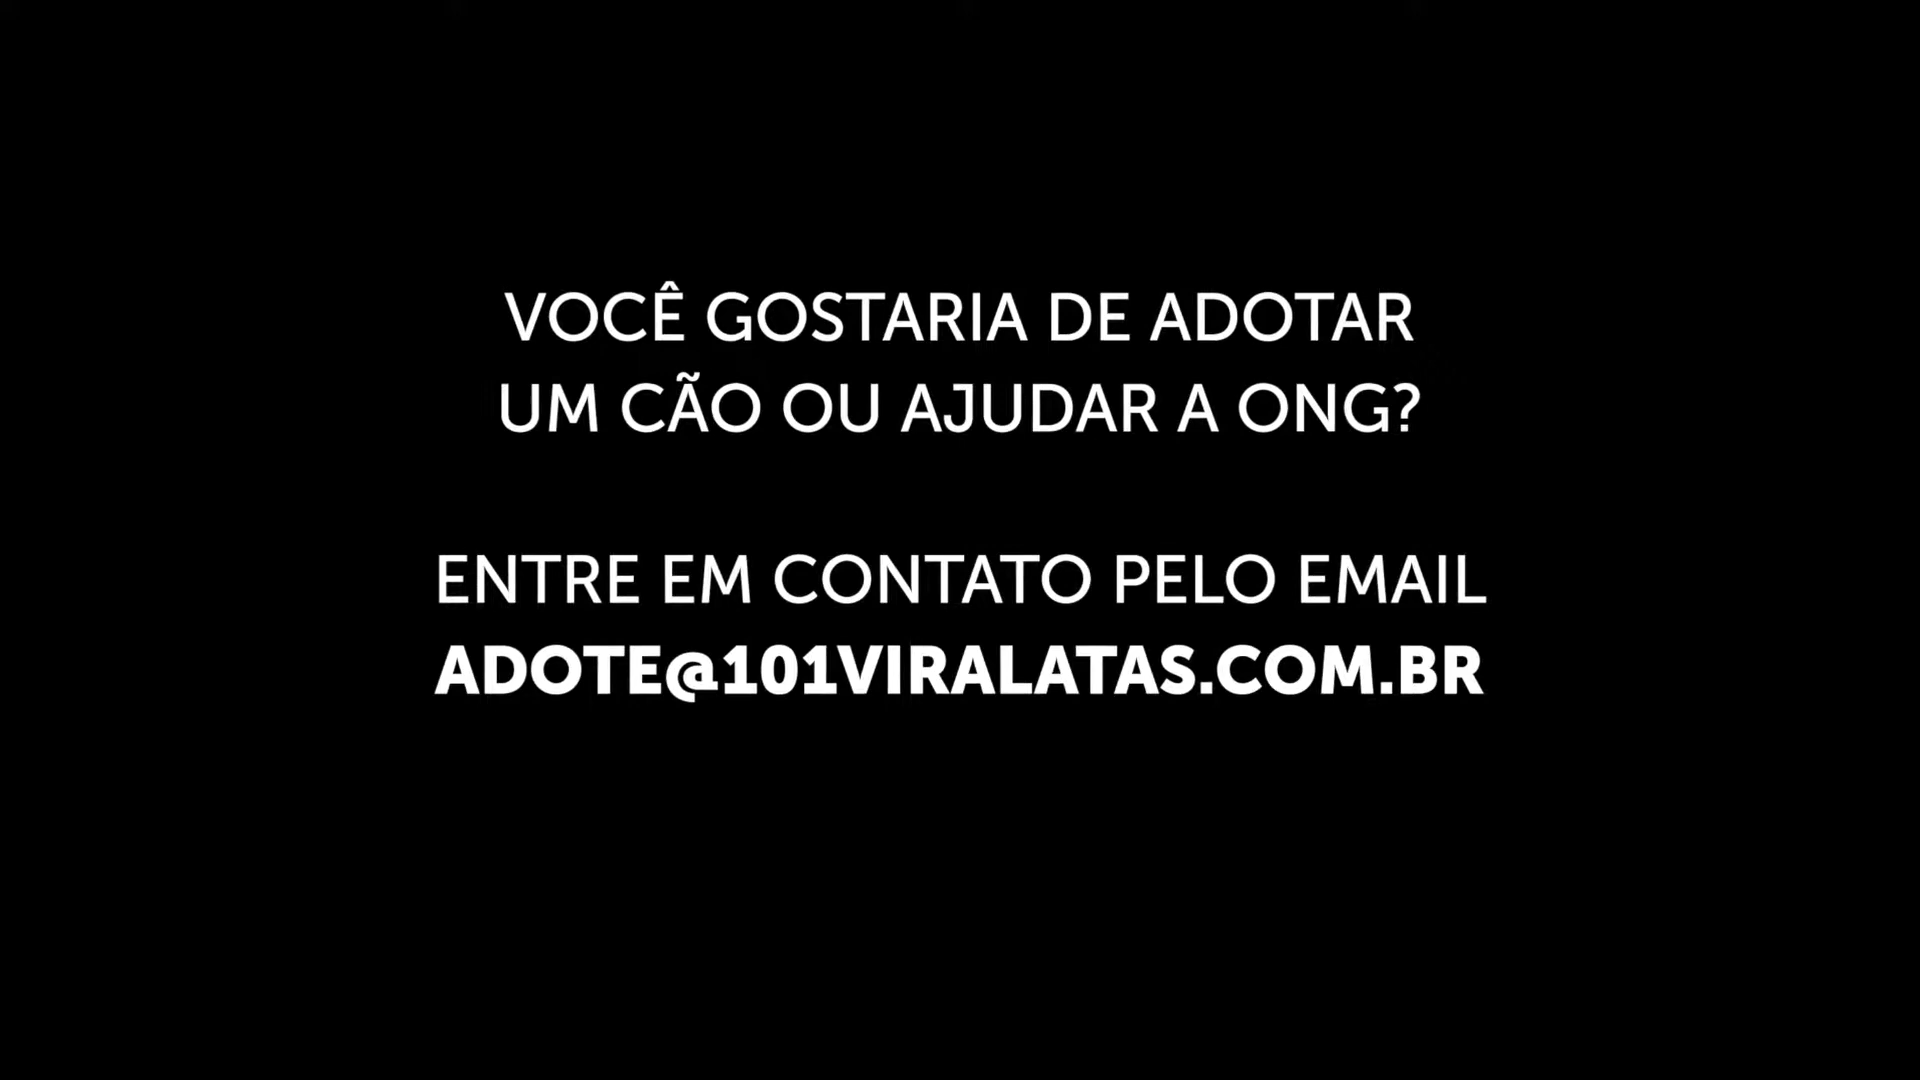 VOCÊ GOSTARIA DE ADOTAR
UM CÃO OU AJUDAR A ONG?
ENTRE EM CONTATO PELO EMAIL
ADOTE@101VIRALATAS.COM.BR